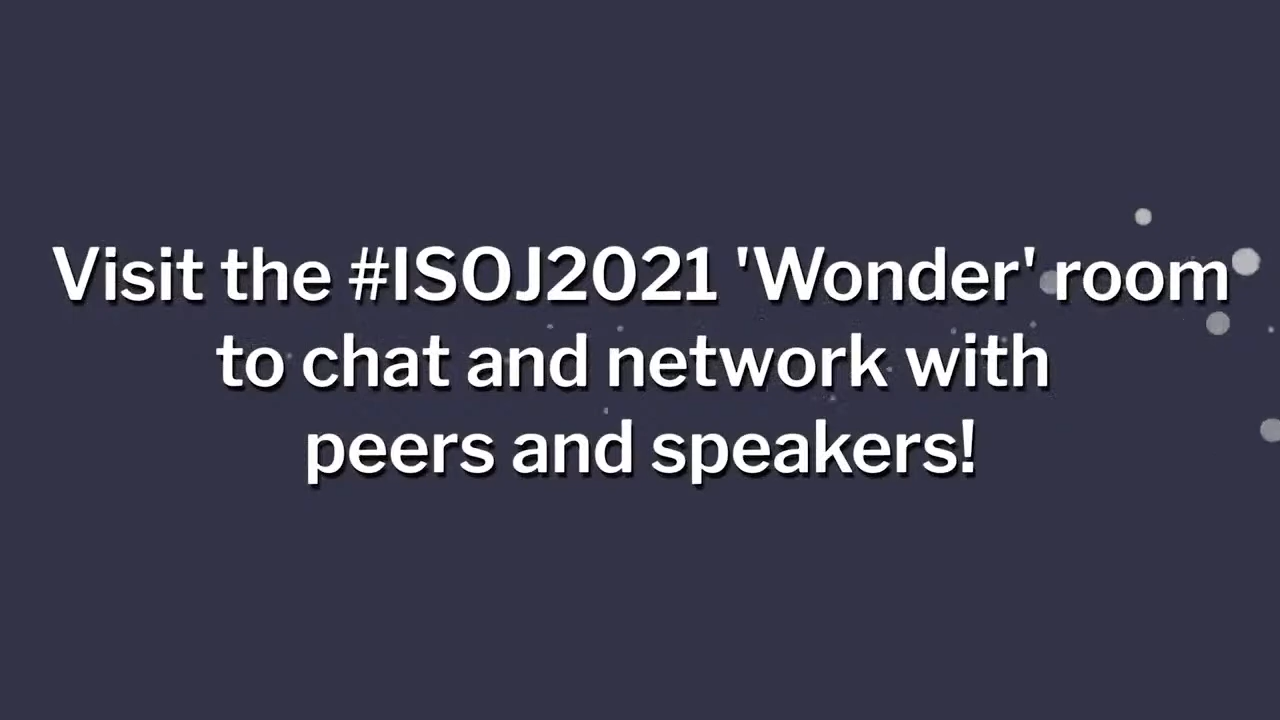 Visit the #ISOJ2021 'Wonder' room
to chat and network with
peers and speakers!